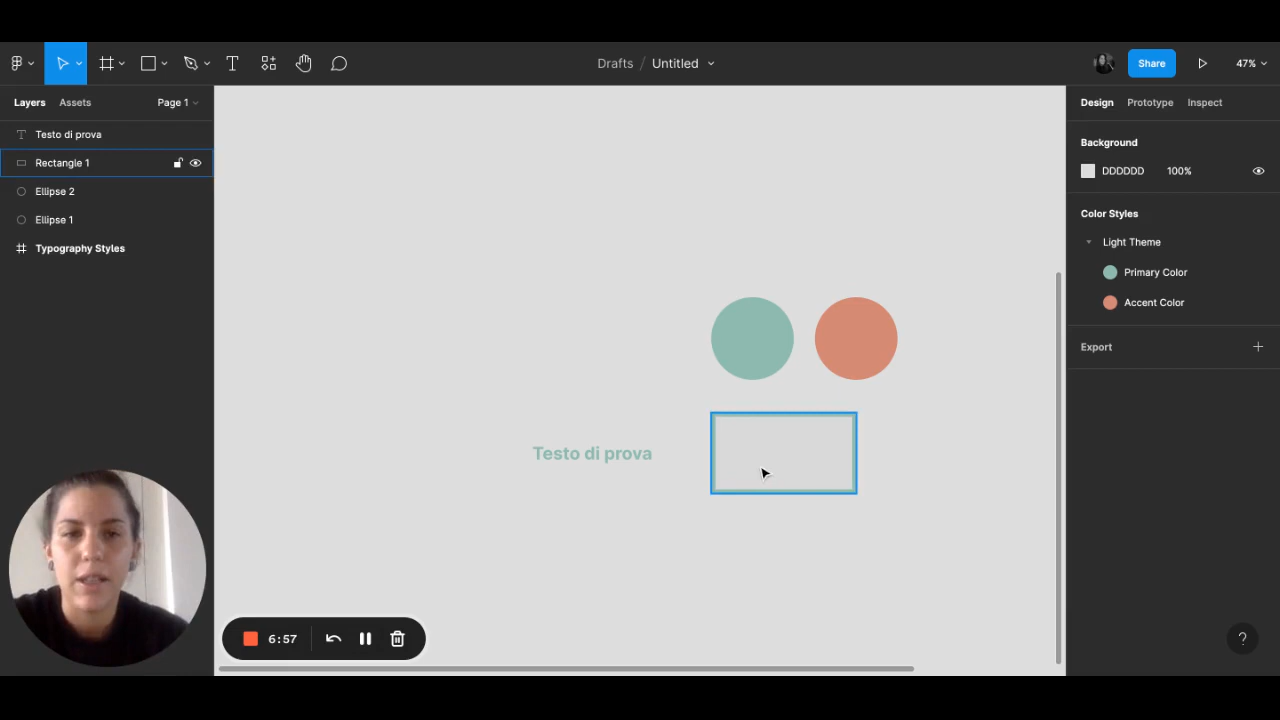 Drafts / Untitled
Share
47%
Layers
Assets
Page 1
Testo di prova
Rectangle 1
Ellipse 2
Ellipse 1
Typography Styles
Testo di prova
6:57
Design
Prototype
Inspect
Background
DDDDDD
100%
Color Styles
Light Theme
Primary Color
Accent Color
Export
?